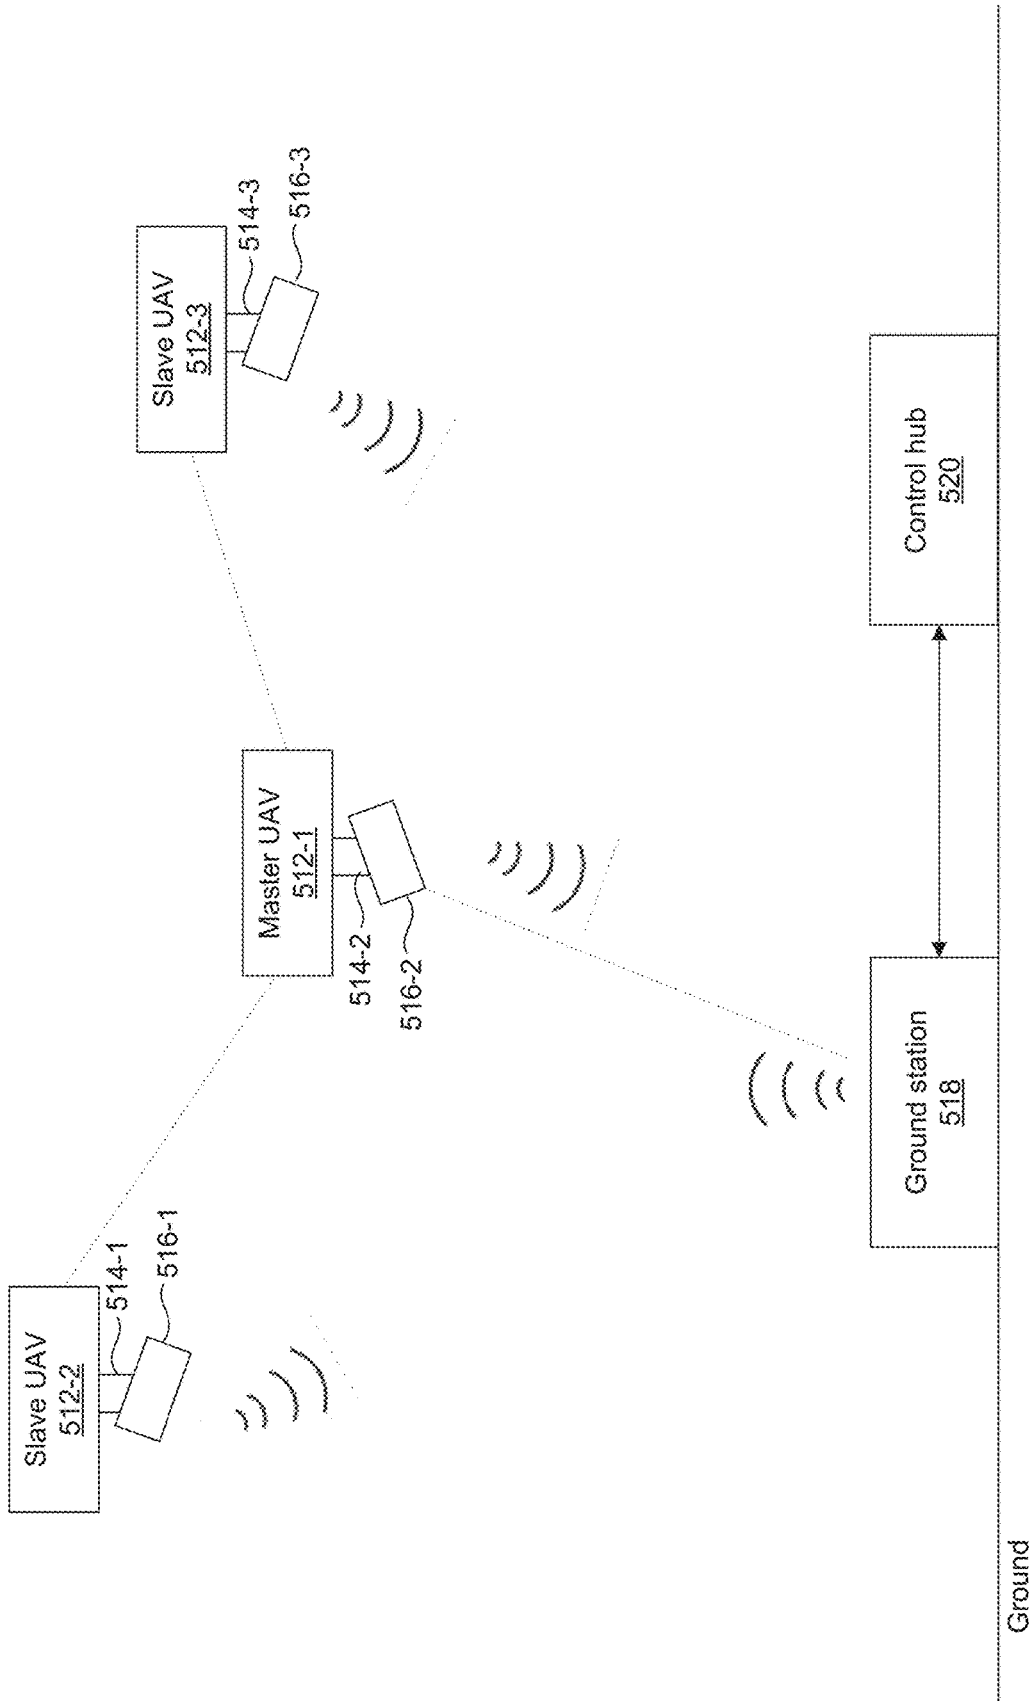 Slave UAV
512-2
514-1
516-1
Master UAV
512-1
514-2
516-2
Slave UAV
512-3
514-3
516-3
Ground station
518
Control hub
520
Ground